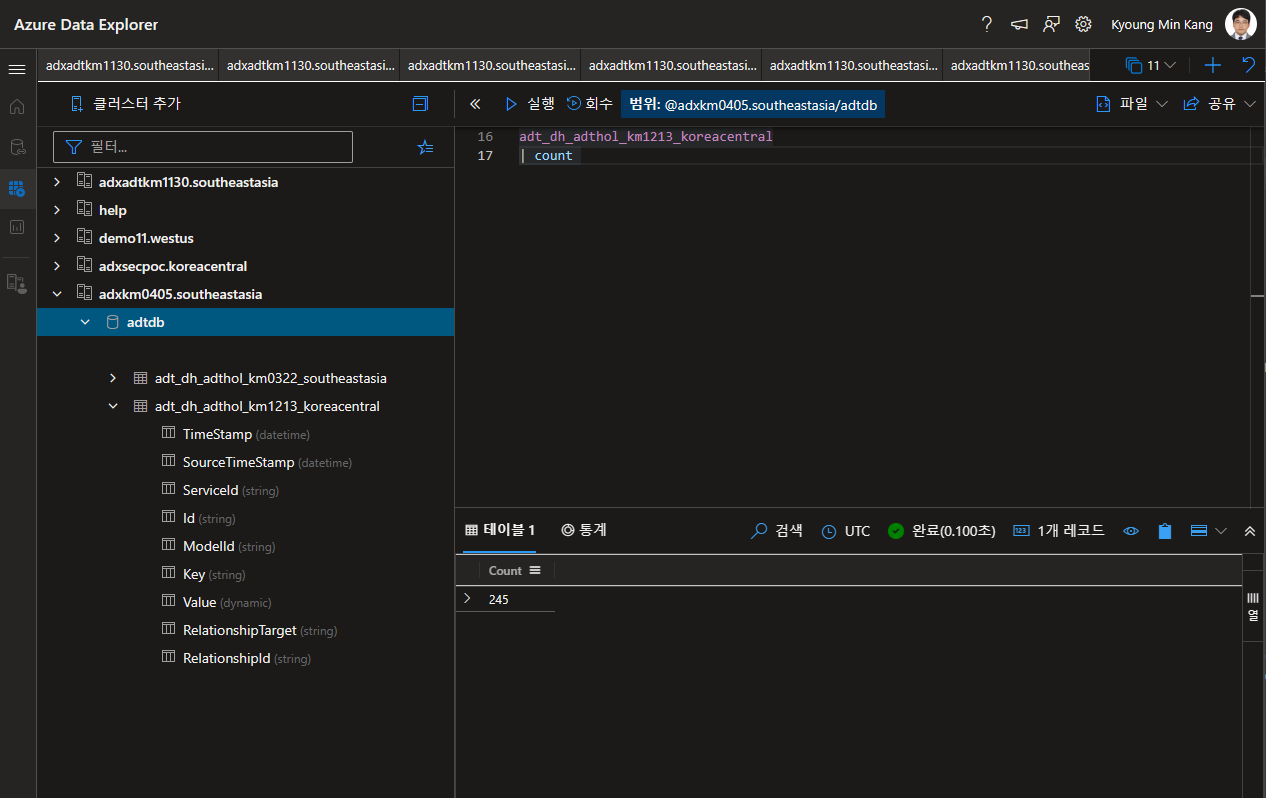 Azure Data Explorer
Kyoung Min Kang
adxadtkm1130.southeastasi...
adxadtkm1130.southeastasi...
adxadtkm1130.southeastasi...
adxadtkm1130.southeastasi...
adxadtkm1130.southeastasi...
adxadtkm1130.southeas
11
클러스터 추가
필터...
adxadtkm1130.southeastasia
help
demo11.westus
adxsecpoc.koreacentral
adxkm0405.southeastasia
adtdb
adt_dh_adthol_km0322_southeastasia
adt_dh_adthol_km1213_koreacentral
TimeStamp (datetime)
SourceTimeStamp (datetime)
ServiceId (string)
Id (string)
ModelId (string)
Key (string)
Value (dynamic)
RelationshipTarget (string)
RelationshipId (string)
실행 회수 범위: @adxkm0405.southeastasia/adtdb 파일 공유
16 adt_dh_adthol_km1213_koreacentral
17 | count
테이블 1 통계 검색 UTC 완료(0.100초) 1개 레코드
Count
245
열